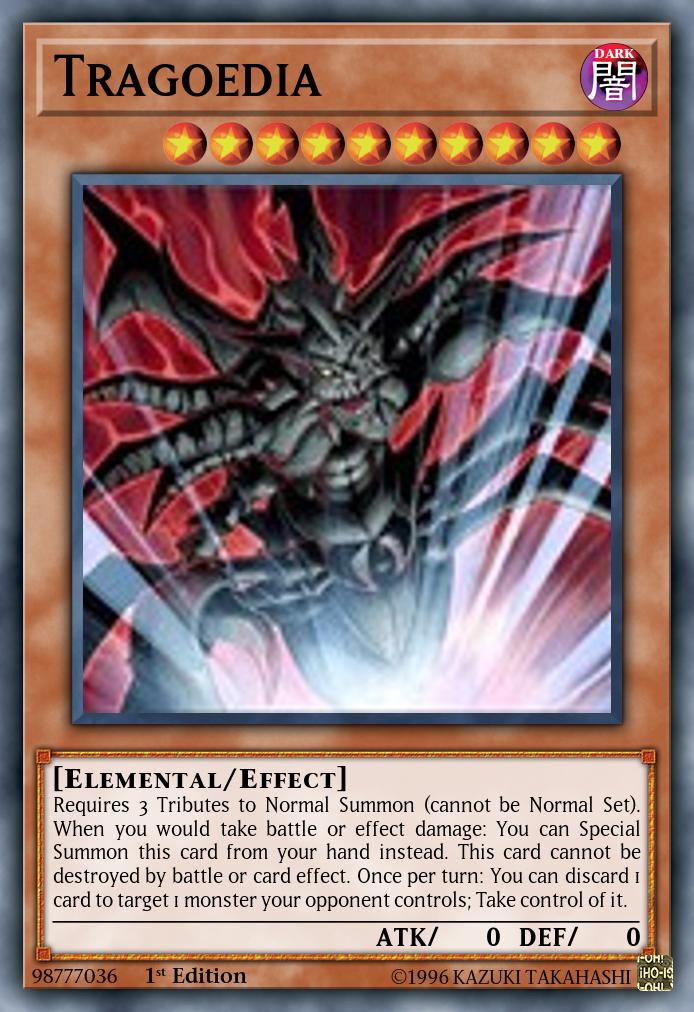 Tragoedia
DARK
闇
[Elemental/Effect]
Requires 3 Tributes to Normal Summon (cannot be Normal Set).
When you would take battle or effect damage: You can Special
Summon this card from your hand instead. This card cannot be
destroyed by battle or card effect. Once per turn: You can discard 1
card to target 1 monster your opponent controls; Take control of it.
ATK/ 0 DEF/ 0
98777036 1st Edition ©1996 KAZUKI TAKAHASHI